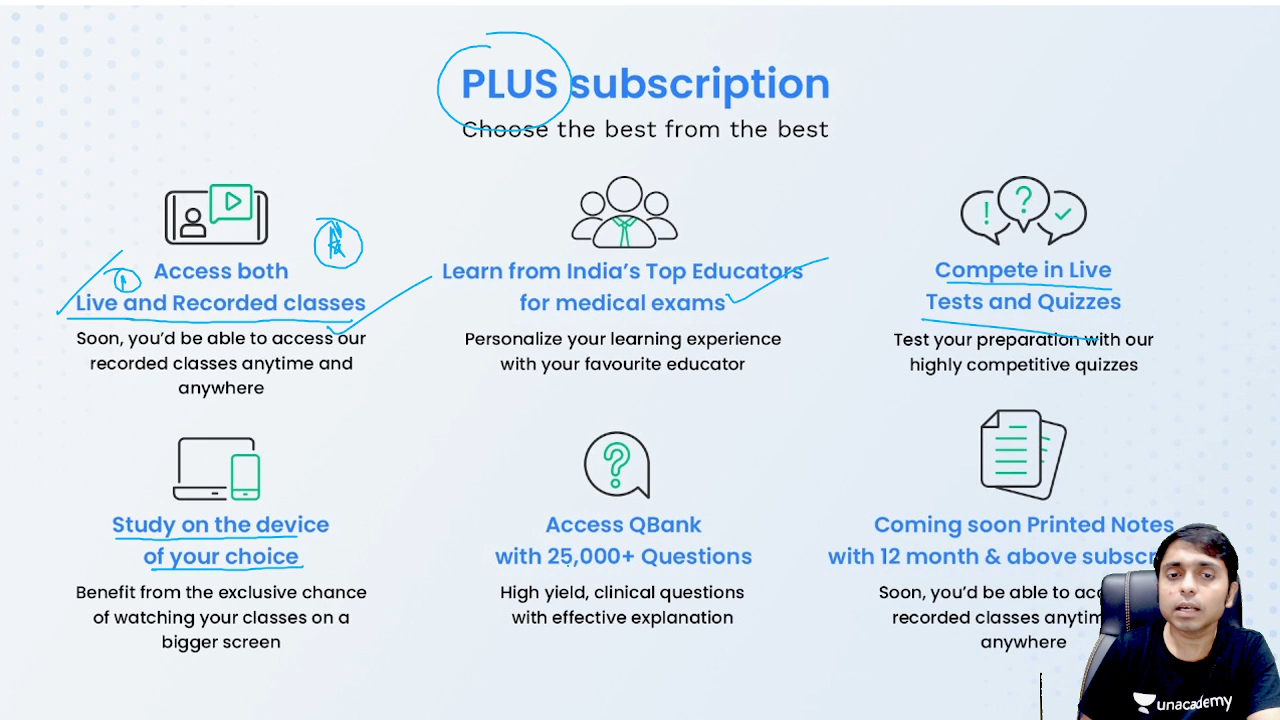 PLUS subscription
Choose the best from the best
Access both
Live and Recorded classes
Soon, you'd be able to access our
recorded classes anytime and
anywhere
Learn from India's Top Educators
for medical exams
Personalize your learning experience
with your favourite educator
Compete in Live
Tests and Quizzes
Test your preparation with our
highly competitive quizzes
Study on the device
of your choice
Benefit from the exclusive chance
of watching your classes on a
bigger screen
Access QBank
with 25,000+ Questions
High yield, clinical questions
with effective explanation
Coming soon Printed Notes
with 12 month & above
Soon, you'd be able to
recorded classes
anywhere
unacademy